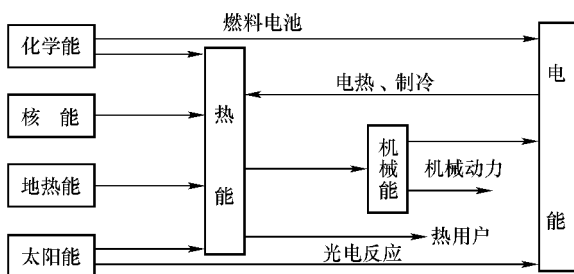 燃料电池
化学能
电热、制冷
核 能
热能
电能
机械能
机械动力
地热能
热用户
太阳能
光电反应